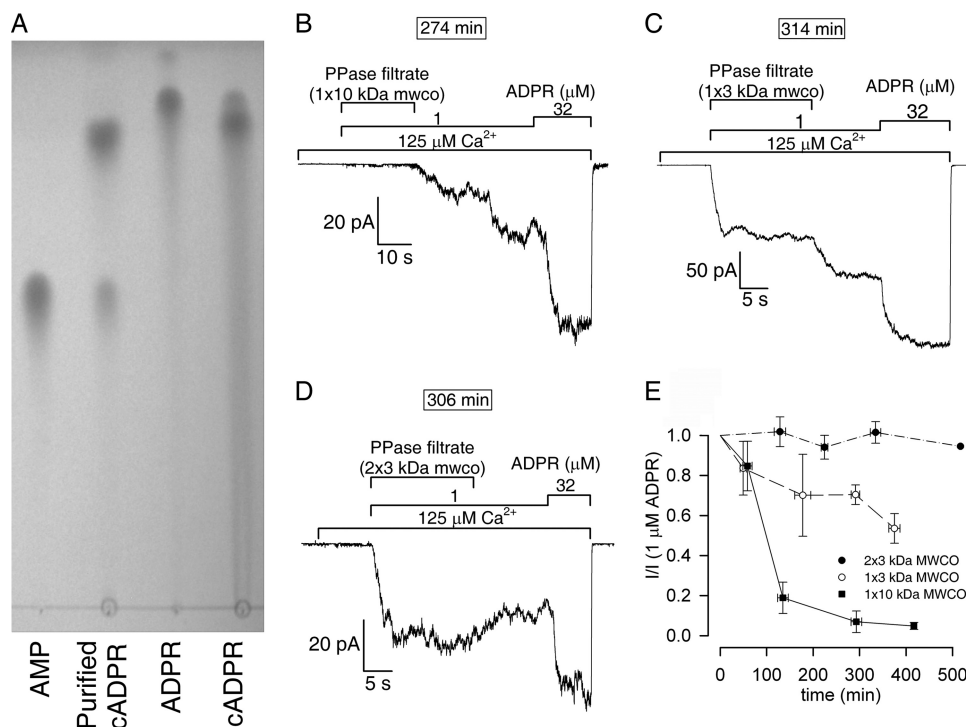 A
AMP
Purified
cADPR
ADPR
cADPR
B
274 min
PPase filtrate
(1x10 kDa mwco)
ADPR (μM)
1
32
125 μM Ca2+
20 pA
10 s
C
314 min
PPase filtrate
(1x3 kDa mwco)
ADPR (μM)
1
32
125 μM Ca2+
50 pA
5 s
D
306 min
PPase filtrate
(2x3 kDa mwco)
ADPR (μM)
1
32
125 μM Ca2+
20 pA
5 s
E
I/I (1 μM ADPR)
1.0
0.8
0.6
0.4
0.2
0.0
2x3 kDa MWCO
1x3 kDa MWCO
1x10 kDa MWCO
0 100 200 300 400 500
time (min)